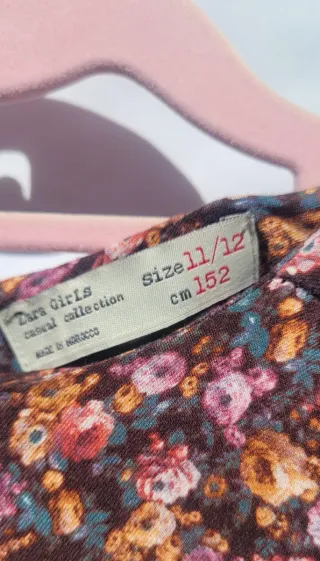 Zara Girls
casual collection
MADE IN MOROCCO
size 11/12
cm 152